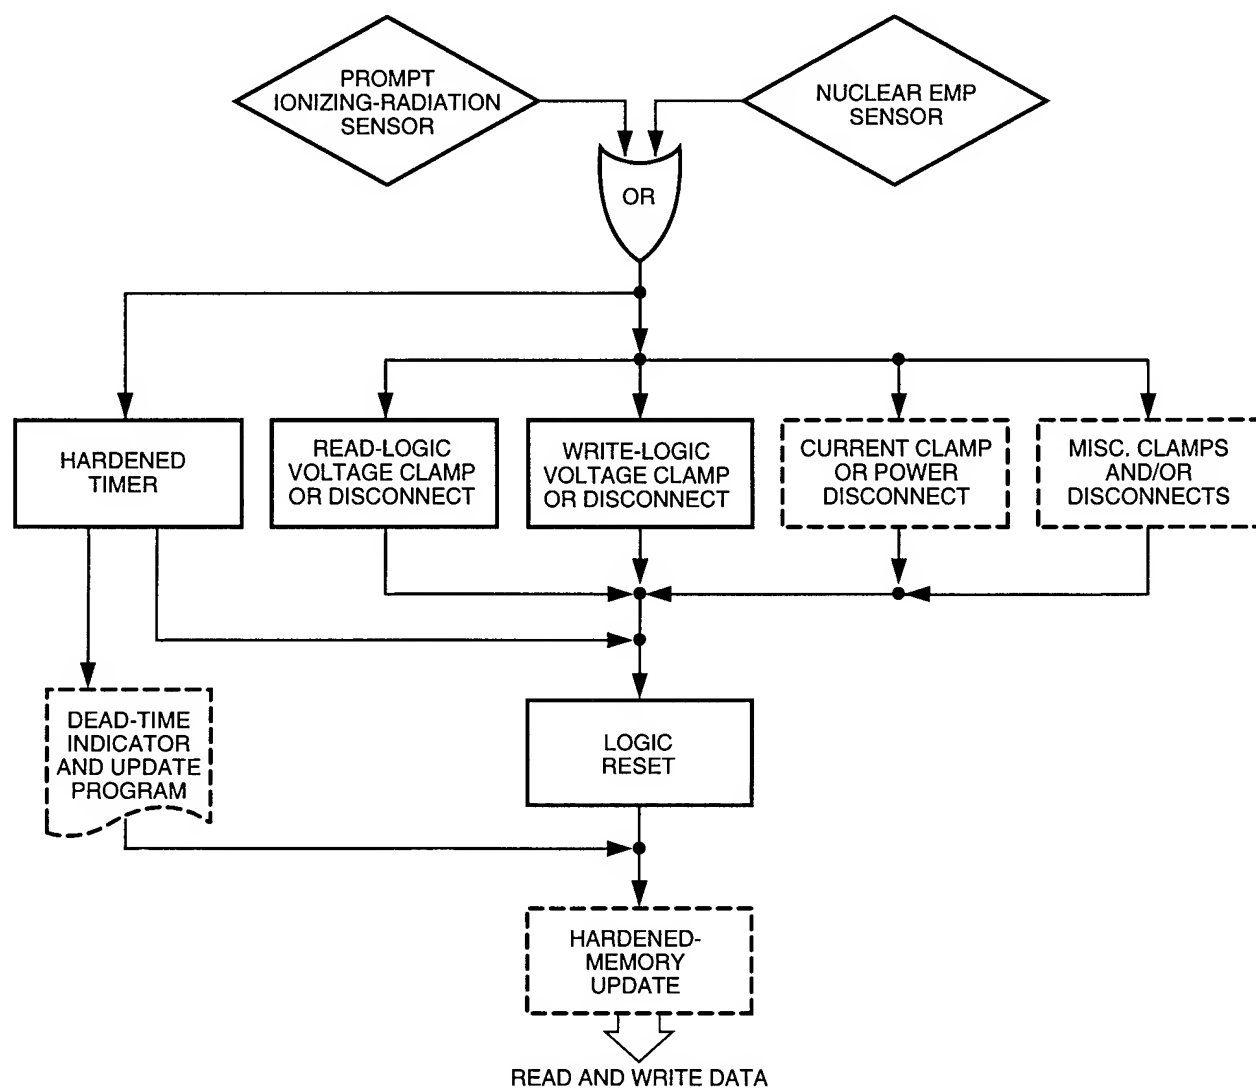 PROMPT
IONIZING-RADIATION
SENSOR
NUCLEAR EMP
SENSOR
OR
HARDENED
TIMER
READ-LOGIC
VOLTAGE CLAMP
OR DISCONNECT
WRITE-LOGIC
VOLTAGE CLAMP
OR DISCONNECT
CURRENT CLAMP
OR POWER
DISCONNECT
MISC. CLAMPS
AND/OR
DISCONNECTS
DEAD-TIME
INDICATOR
AND UPDATE
PROGRAM
LOGIC
RESET
HARDENED-
MEMORY
UPDATE
READ AND WRITE DATA